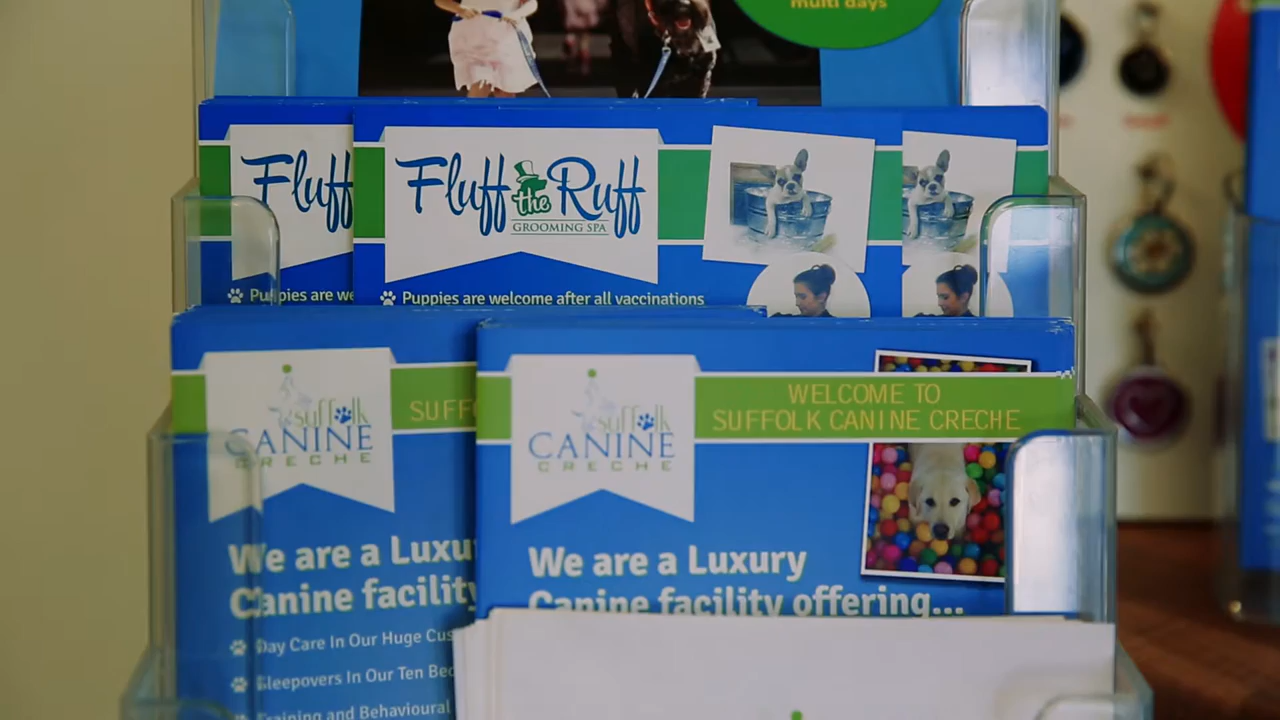 multi days
Fluff
Fluff the Ruff
GROOMING SPA
Puppies are we
Puppies are welcome after all vaccinations
suffolk
CANINE
CRECHE
SUFF
suffolk
CANINE
CRECHE
WELCOME TO
SUFFOLK CANINE CRECHE
We are a Luxu
Canine facility
Day Care In Our Huge Cus
Sleepovers In Our Ten Bed
Training and Behavioural
We are a Luxury
Canine facility offering...